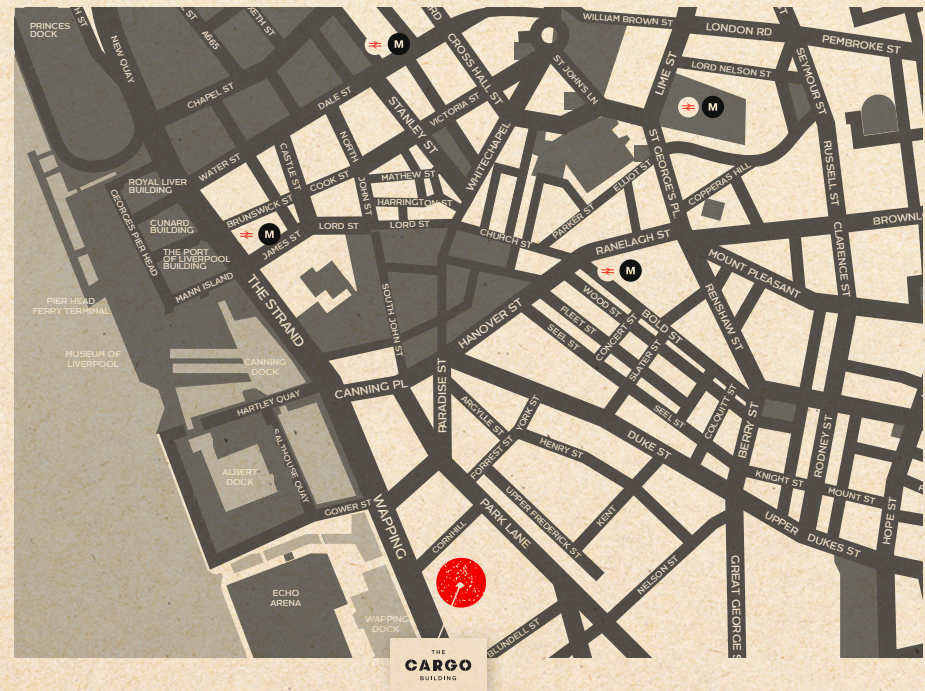 PRINCES
DOCK
NEW QUAY
A665
CHAPEL ST
DALE ST
M
STANLEY ST
CROSS HALL ST
VICTORIA ST
WILLIAM BROWN ST
ST JOHN'S LN
LIME ST
LONDON RD
LORD NELSON ST
M
PEMBROKE ST
SEYMOUR ST
RUSSELL ST
CLARENCE ST
WATER ST
CASTLE ST
NORTH
JOHN ST
COOK ST
MATHEW ST
HARRINGTON ST
WHITECHAPEL
ROYAL LIVER
BUILDING
CUNARD
BUILDING
THE PORT
OF LIVERPOOL
BUILDING
GEORGES PIER HEAD
MANN ISLAND
BRUNSWICK ST
M
JAMES ST
LORD ST
LORD ST
CHURCH ST
PARKER ST
ELLIOT ST
ST GEORGE'S PL
COPPERAS HILL
RANELAGH ST
M
MOUNT PLEASANT
RENSHAW ST
PIER HEAD
FERRY TERMINAL
MUSEUM OF
LIVERPOOL
THE STRAND
SOUTH JOHN ST
HANOVER ST
WOOD ST
FLEET ST
SEEL ST
CONCERT ST
BOLD ST
SLATER ST
SEEL ST
COLQUITT ST
BERRY ST
CANNING
DOCK
CANNING PL
PARADISE ST
HARTLEY QUAY
SALTHOUSE QUAY
ALBERT
DOCK
GOWER ST
WAPPING
ARGYLLE ST
YORK ST
FORREST ST
HENRY ST
DUKE ST
KNIGHT ST
RODNEY ST
MOUNT ST
HOPE ST
UPPER
DUKES ST
UPPER FREDERICK ST
PARK LANE
KENT
CORNHILL
NELSON ST
BLUNDELL ST
ECHO
ARENA
WAPPING
DOCK
THE
CARGO
BUILDING